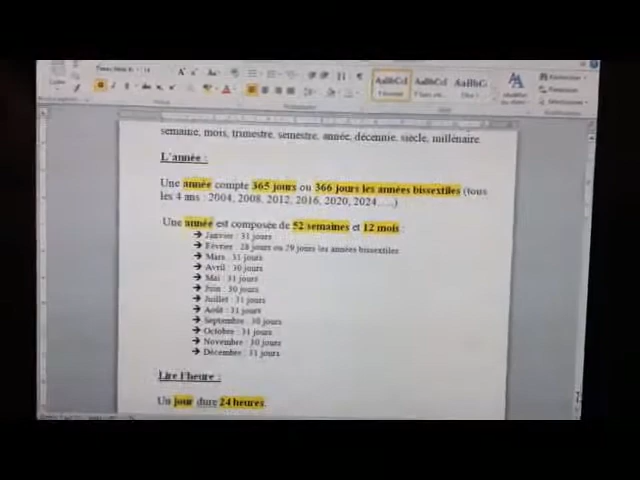 AaBbCcI AaBbCcI AaBbC
semaine, mois, trimestre, semestre, année, décennie, siècle, millénaire
L'année :
Une année compte 365 jours ou 366 jours les années bissextiles (tous
les 4 ans : 2004, 2008, 2012, 2016, 2020, 2024…..)
Une année est composée de 52 semaines et 12 mois :
➔ Janvier : 31 jours
➔ Février : 28 jours ou 29 jours les années bissextiles
➔ Mars : 31 jours
➔ Avril : 30 jours
➔ Mai : 31 jours
➔ Juin : 30 jours
➔ Juillet : 31 jours
➔ Août : 31 jours
➔ Septembre : 30 jours
➔ Octobre : 31 jours
➔ Novembre : 30 jours
➔ Décembre : 31 jours
Lire l'heure :
Un jour dure 24 heures.